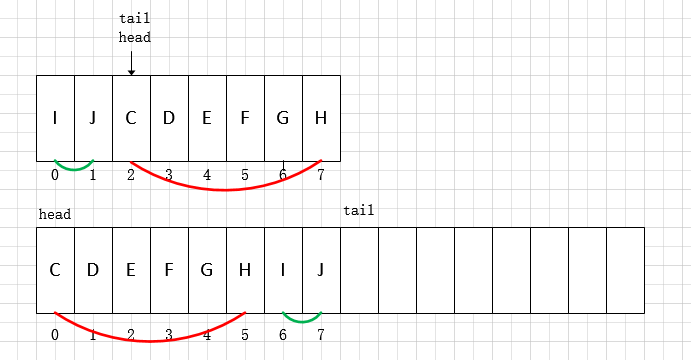 tail
head
I J C D E F G H
0 1 2 3 4 5 6 7
head tail
C D E F G H I J
0 1 2 3 4 5 6 7